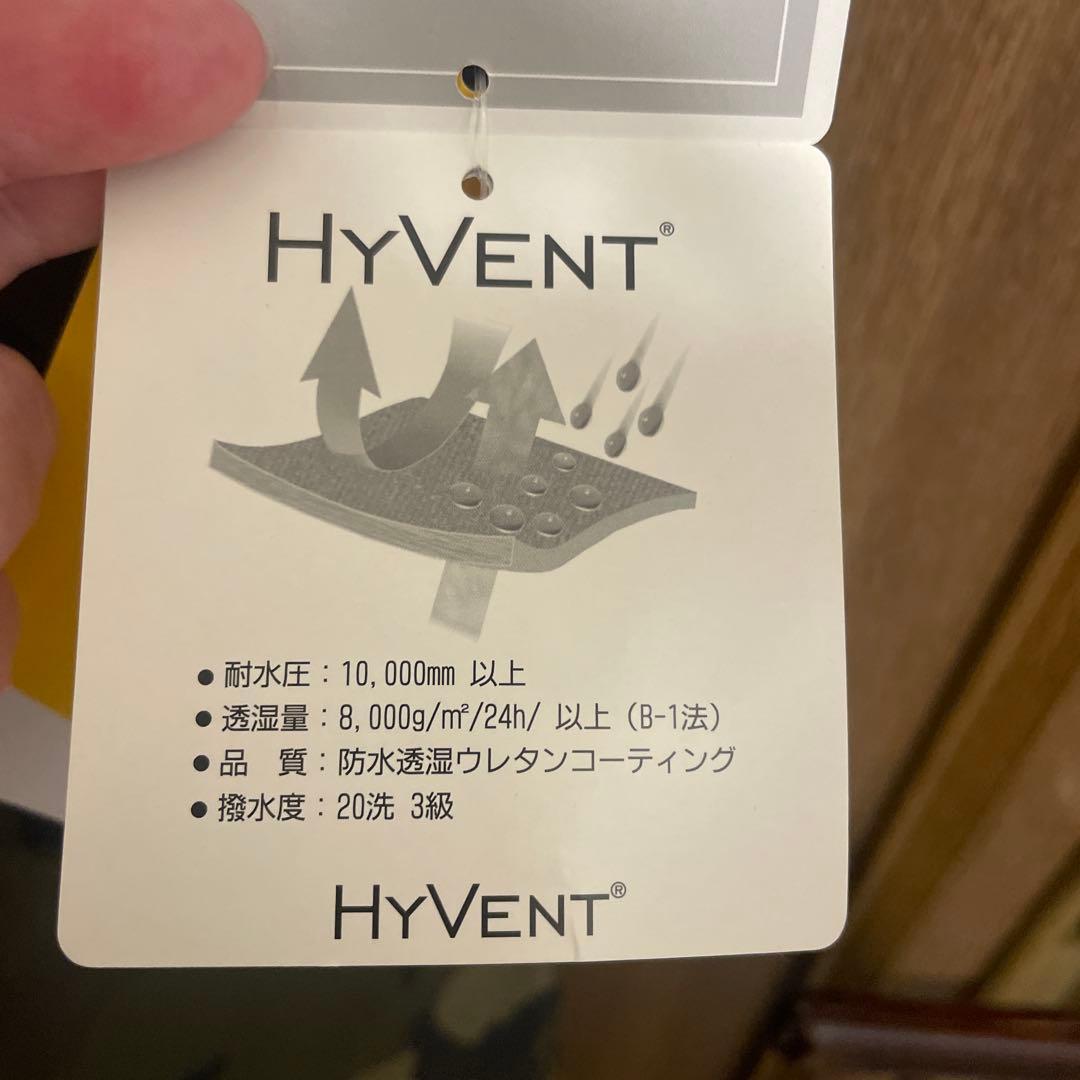 HYVENT®
● 耐水圧：10,000mm 以上
● 透湿量：8,000g/㎡/24h/ 以上（B-1法）
● 品　質：防水透湿ウレタンコーティング
● 撥水度：20洗 3級
HYVENT®